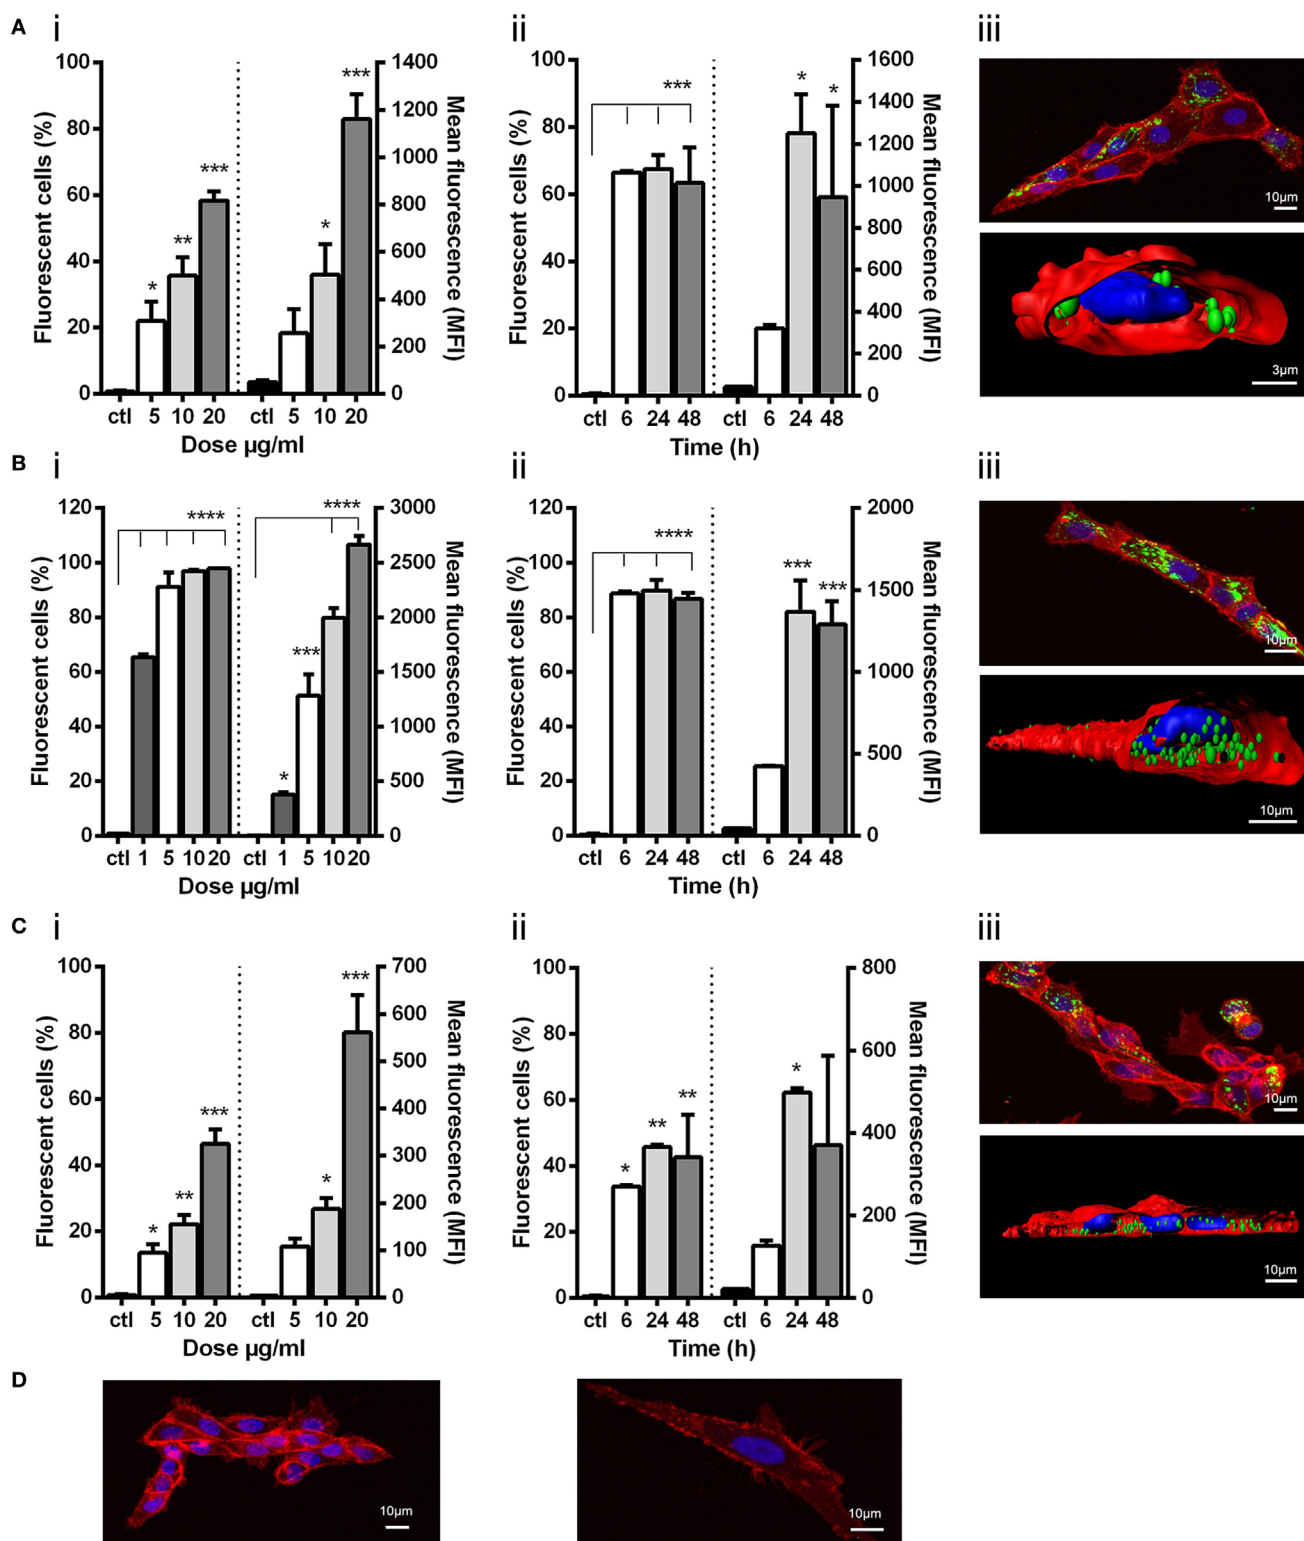 A i ii iii
Fluorescent cells (%)
100
80
60
40
20
0
* ** *** * ***
1400
1200
1000
800
600
400
200
0
Mean fluorescence (MFI)
ctl 5 10 20 ctl 5 10 20
Dose µg/ml
Fluorescent cells (%)
100
80
60
40
20
0
*** * *
1600
1400
1200
1000
800
600
400
200
0
Mean fluorescence (MFI)
ctl 6 24 48 ctl 6 24 48
Time (h)
10µm
3µm
B i ii iii
Fluorescent cells (%)
120
100
80
60
40
20
0
**** * *** ****
3000
2500
2000
1500
1000
500
0
Mean fluorescence (MFI)
ctl 1 5 10 20 ctl 1 5 10 20
Dose µg/ml
Fluorescent cells (%)
120
100
80
60
40
20
0
**** *** ***
2000
1500
1000
500
0
Mean fluorescence (MFI)
ctl 6 24 48 ctl 6 24 48
Time (h)
10µm
10µm
C i ii iii
Fluorescent cells (%)
100
80
60
40
20
0
* ** *** * ***
700
600
500
400
300
200
100
0
Mean fluorescence (MFI)
ctl 5 10 20 ctl 5 10 20
Dose µg/ml
Fluorescent cells (%)
100
80
60
40
20
0
* ** ** *
800
600
400
200
0
Mean fluorescence (MFI)
ctl 6 24 48 ctl 6 24 48
Time (h)
10µm
10µm
D
10µm
10µm